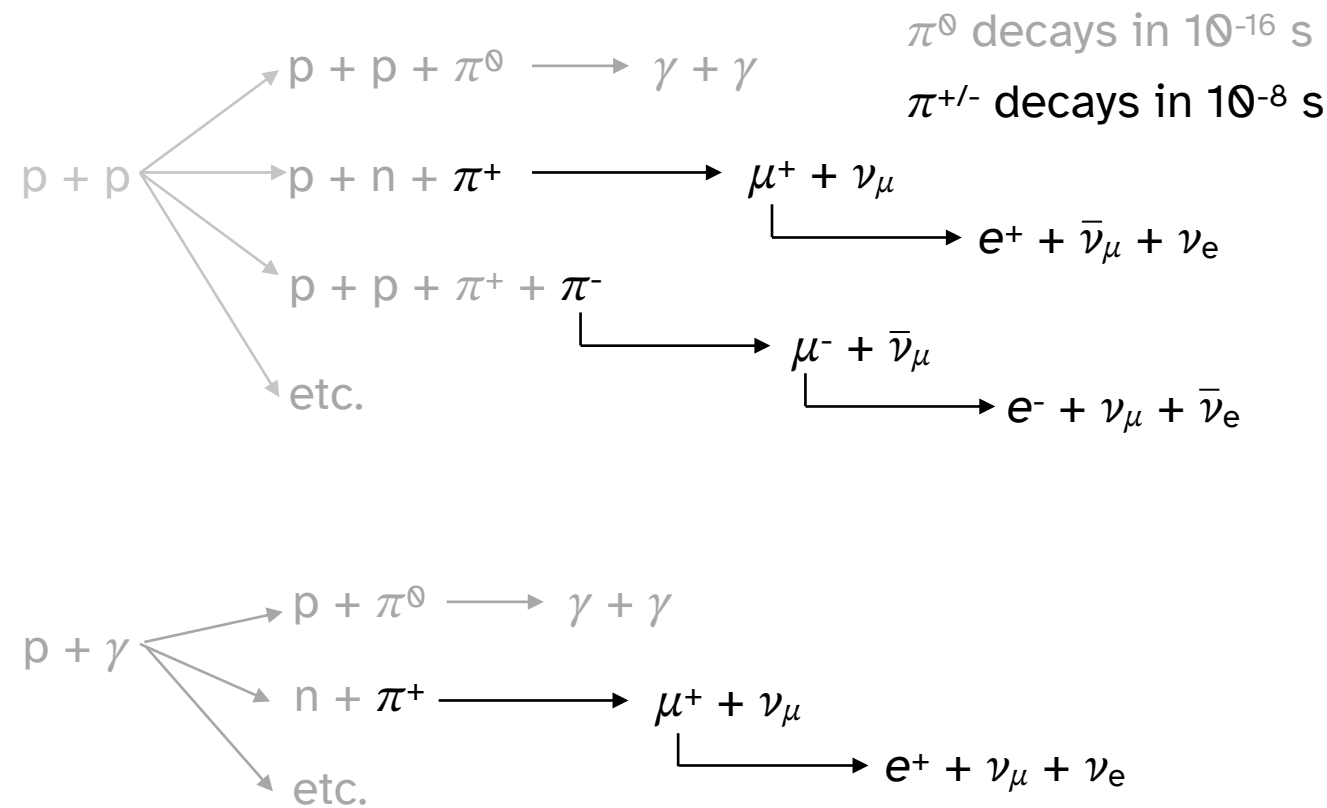 π⁰ decays in 10⁻¹⁶ s
p + p + π⁰ γ + γ
π⁺/⁻ decays in 10⁻⁸ s
p + p p + n + π⁺ μ⁺ + ν_μ
e⁺ + ν̅_μ + ν_e
p + p + π⁺ + π⁻
μ⁻ + ν̅_μ
etc.
e⁻ + ν_μ + ν̅_e
p + π⁰ γ + γ
p + γ
n + π⁺ μ⁺ + ν_μ
e⁺ + ν_μ + ν_e
etc.